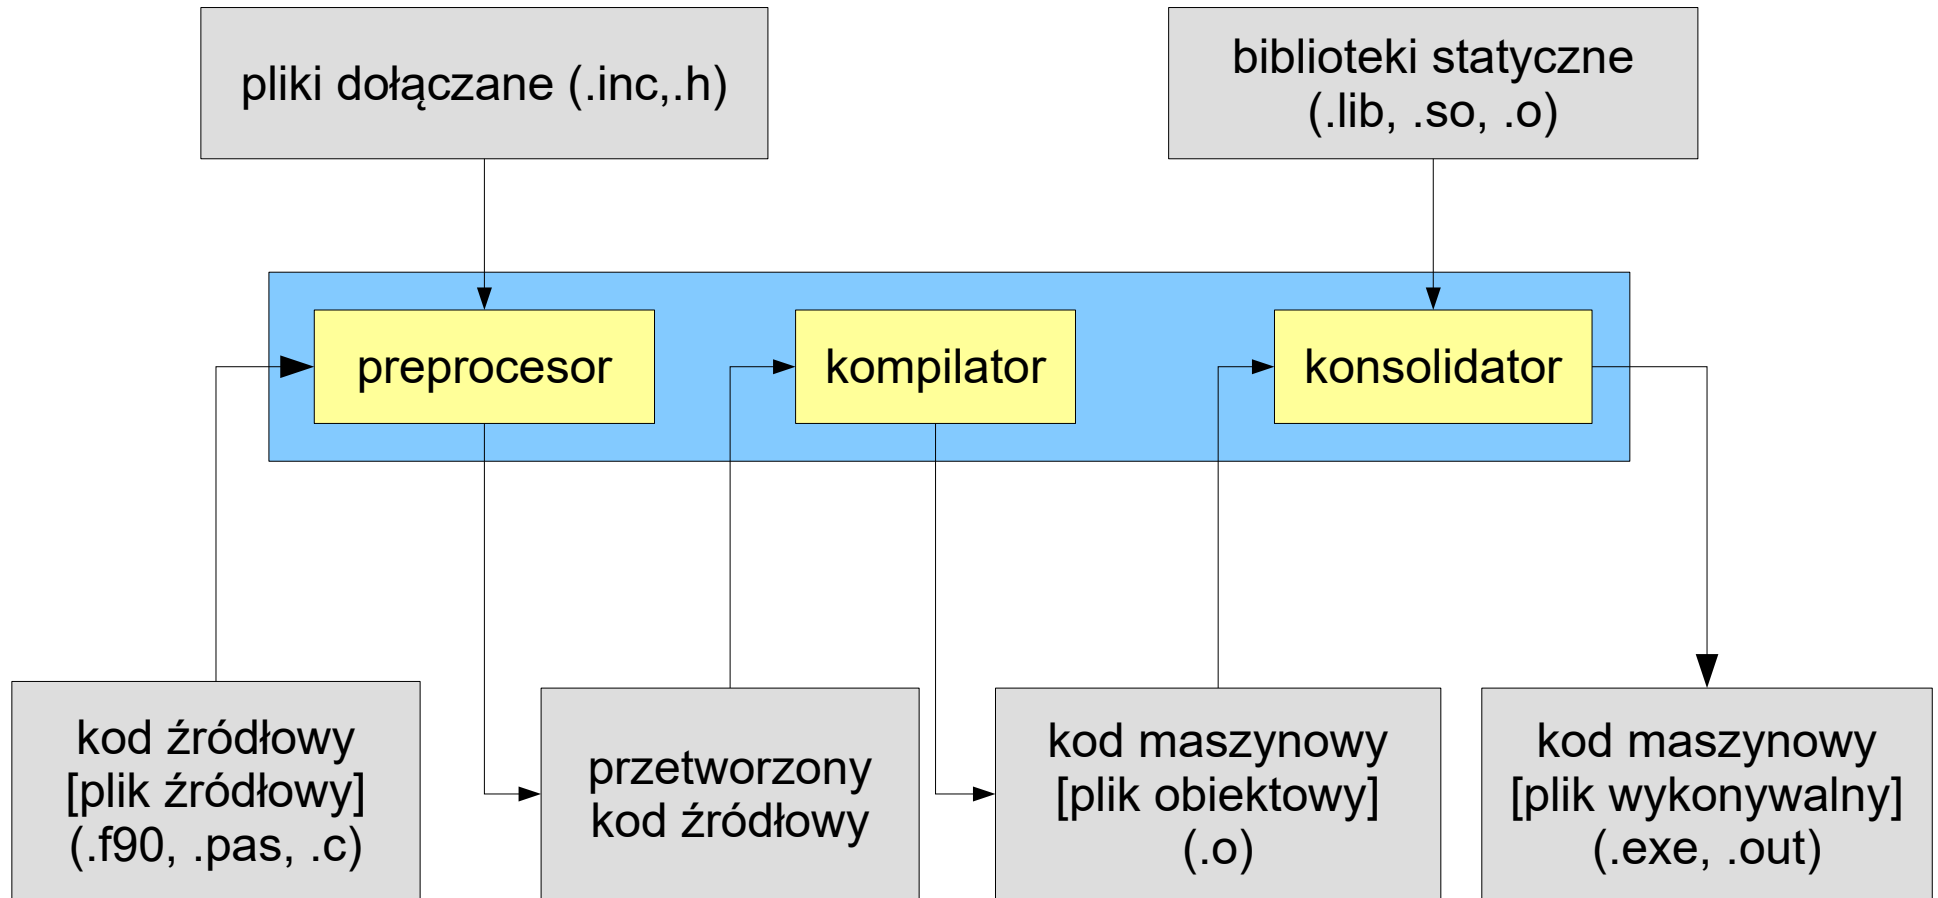 pliki dołączane (.inc,.h)
biblioteki statyczne
(.lib, .so, .o)
preprocesor
kompilator
konsolidator
kod źródłowy
[plik źródłowy]
(.f90, .pas, .c)
przetworzony
kod źródłowy
kod maszynowy
[plik obiektowy]
(.o)
kod maszynowy
[plik wykonywalny]
(.exe, .out)